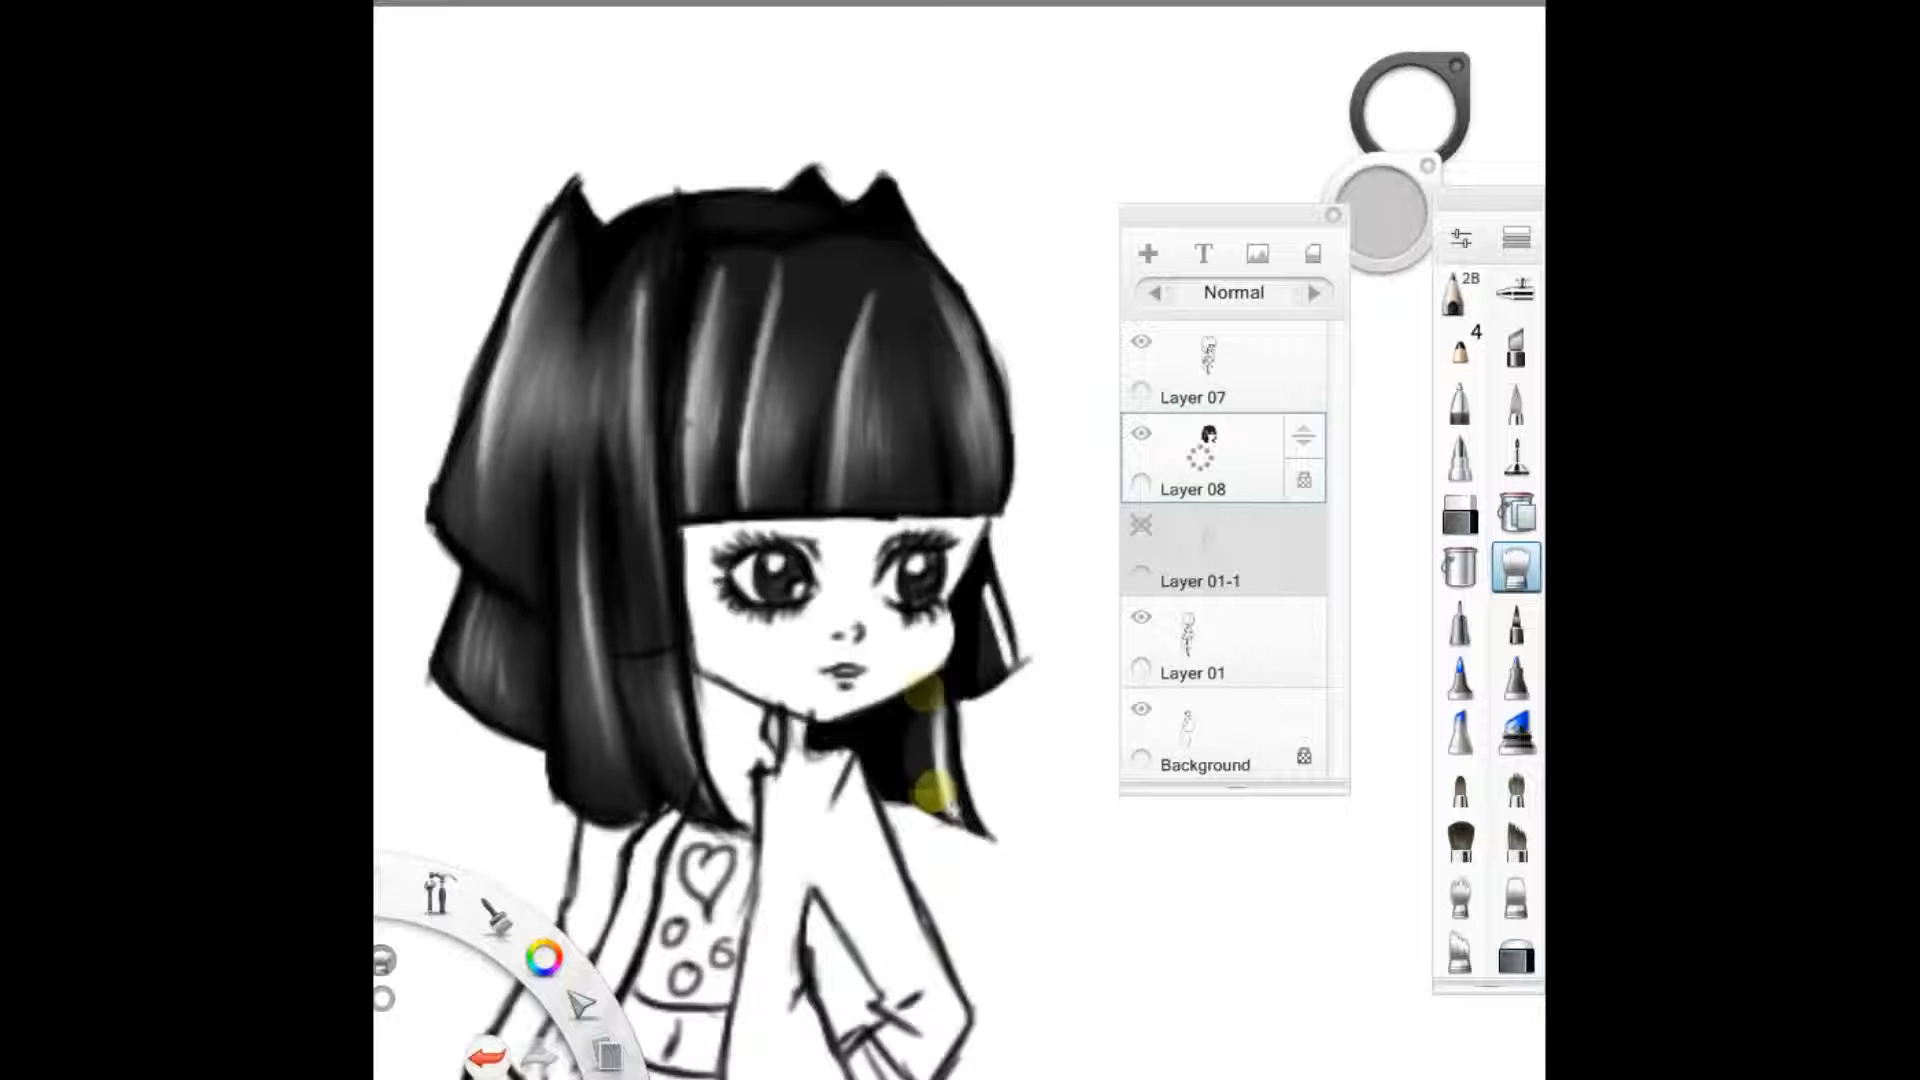 T
Normal
2B
4
Layer 07
Layer 08
Layer 01-1
Layer 01
Background